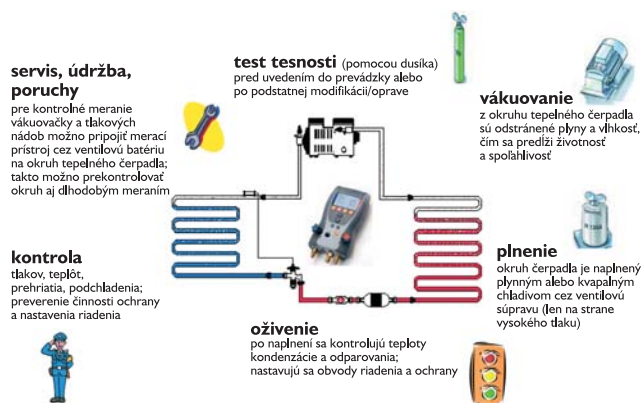 servis, údržba,
poruchy
pre kontrolné meranie
vákuovačky a tlakových
nádob možno pripojiť merací
prístroj cez ventilovú batériu
na okruh tepelného čerpadla;
takto možno prekontrolovať
okruh aj dlhodobým meraním
test tesnosti (pomocou dusíka)
pred uvedením do prevádzky alebo
po podstatnej modifikácii/oprave
vákuovanie
z okruhu tepelného čerpadla
sú odstránené plyny a vlhkosť,
čím sa predĺži životnosť
a spoľahlivosť
kontrola
tlakov, teplôt,
prehriatia, podchladenia;
preverenie činnosti ochrany
a nastavenia riadenia
plnenie
okruh čerpadla je naplnený
plynným alebo kvapalným
chladivom cez ventilovú
súpravu (len na strane
vysokého tlaku)
oživenie
po naplnení sa kontrolujú teploty
kondenzácie a odparovania;
nastavujú sa obvody riadenia a ochrany